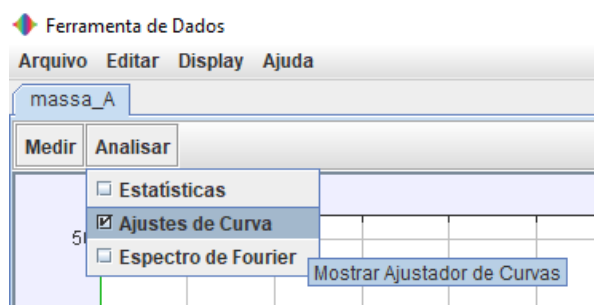 Ferramenta de Dados
Arquivo Editar Display Ajuda
massa_A
Medir Analisar
Estatísticas
Ajustes de Curva
Espectro de Fourier
Mostrar Ajustador de Curvas